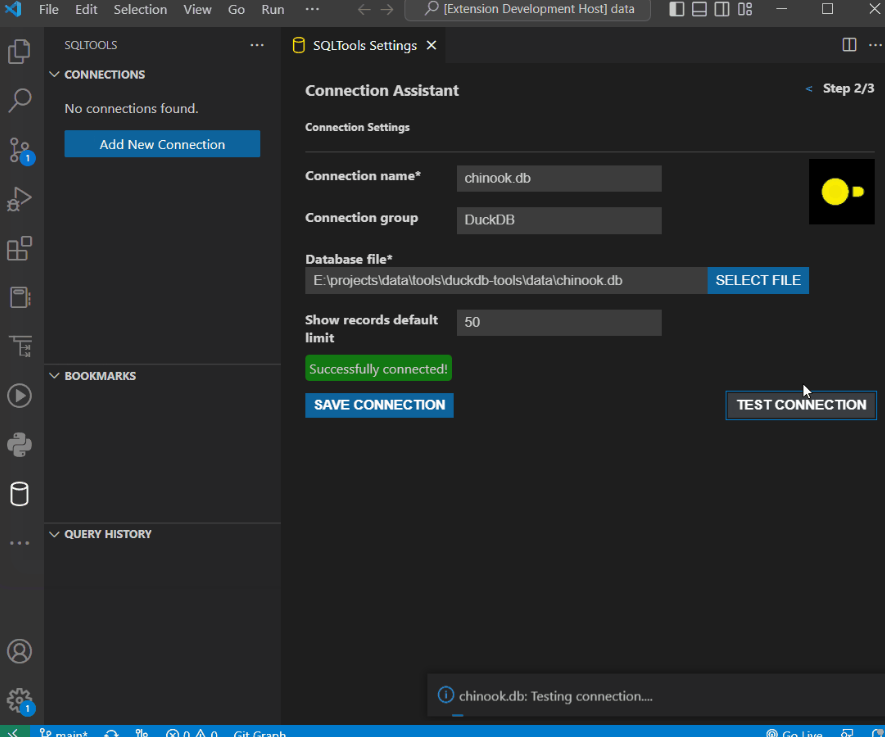 File Edit Selection View Go Run ··· [Extension Development Host] data
SQLTOOLS ···
SQLTools Settings
CONNECTIONS
No connections found.
Add New Connection
BOOKMARKS
QUERY HISTORY
Connection Assistant
< Step 2/3
Connection Settings
Connection name* chinook.db
Connection group DuckDB
Database file*
E:\projects\data\tools\duckdb-tools\data\chinook.db SELECT FILE
Show records default
limit
50
Successfully connected!
SAVE CONNECTION TEST CONNECTION
chinook.db: Testing connection....
1
1
main* 0 0 Git Graph Go Live